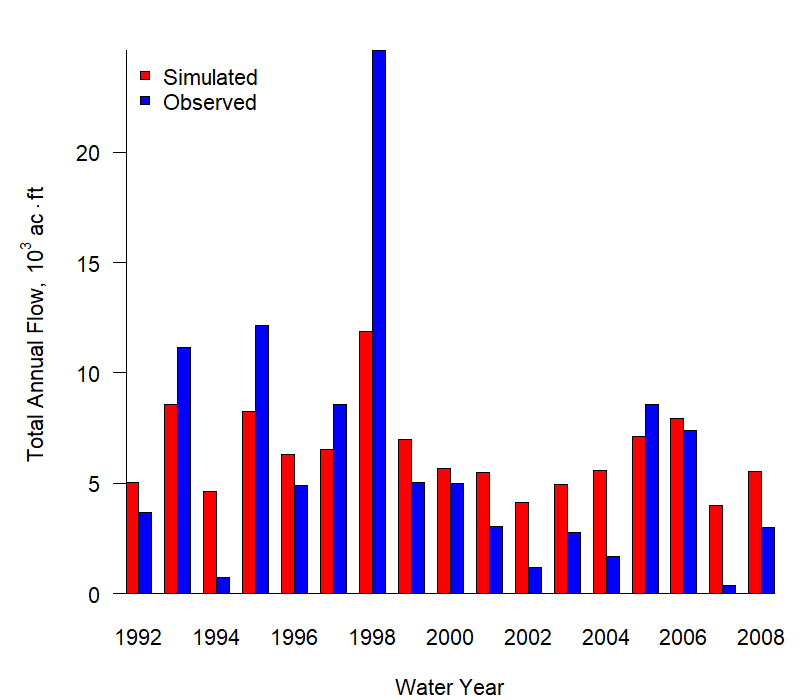 Simulated
Observed
20
15
10
5
0
Total Annual Flow, 10³ ac·ft
1992 1994 1996 1998 2000 2002 2004 2006 2008
Water Year